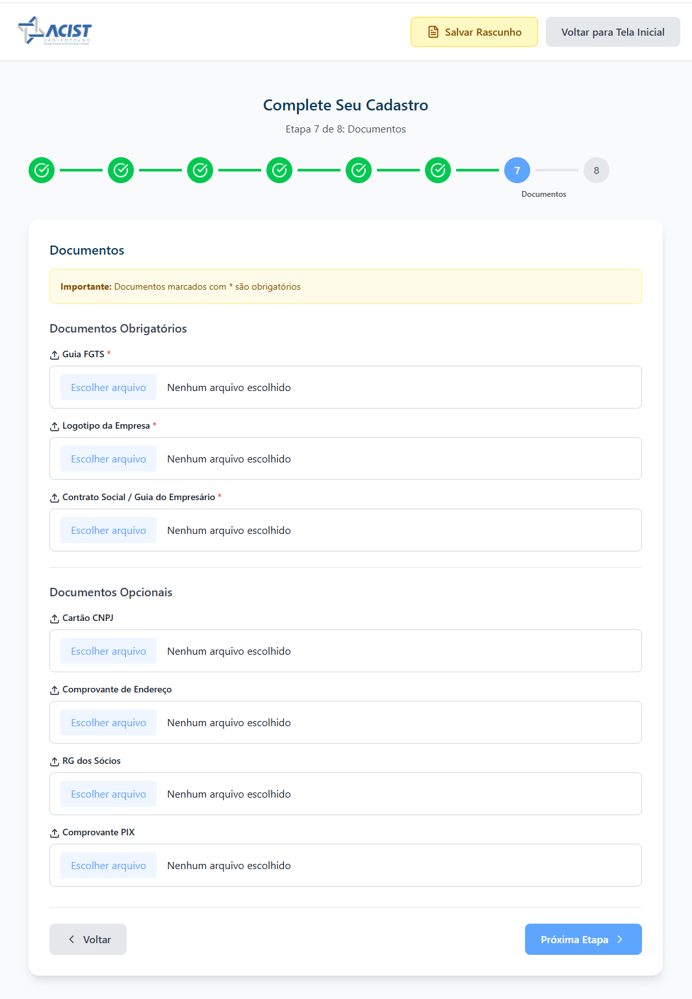 ACIST
SÃO LEOPOLDO
Salvar Rascunho
Voltar para Tela Inicial
Complete Seu Cadastro
Etapa 7 de 8: Documentos
7
8
Documentos
Documentos
Importante: Documentos marcados com * são obrigatórios
Documentos Obrigatórios
Guia FGTS *
Escolher arquivo Nenhum arquivo escolhido
Logotipo da Empresa *
Escolher arquivo Nenhum arquivo escolhido
Contrato Social / Guia do Empresário *
Escolher arquivo Nenhum arquivo escolhido
Documentos Opcionais
Cartão CNPJ
Escolher arquivo Nenhum arquivo escolhido
Comprovante de Endereço
Escolher arquivo Nenhum arquivo escolhido
RG dos Sócios
Escolher arquivo Nenhum arquivo escolhido
Comprovante PIX
Escolher arquivo Nenhum arquivo escolhido
Voltar
Próxima Etapa